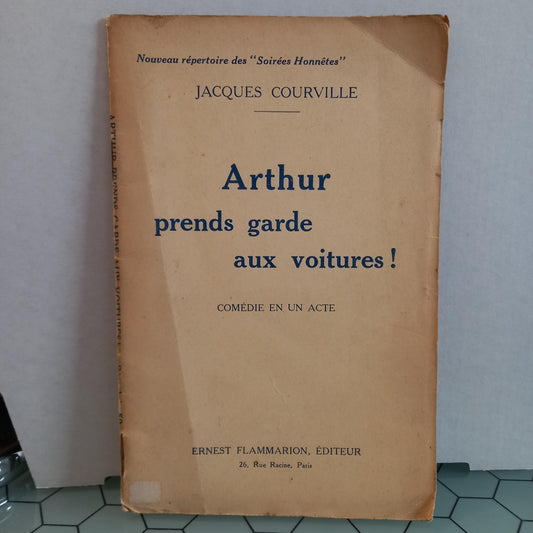 Nouveau répertoire des "Soirées Honnêtes"
JACQUES COURVILLE
Arthur
prends garde
aux voitures !
COMÉDIE EN UN ACTE
ERNEST FLAMMARION, ÉDITEUR
26, Rue Racine, Paris